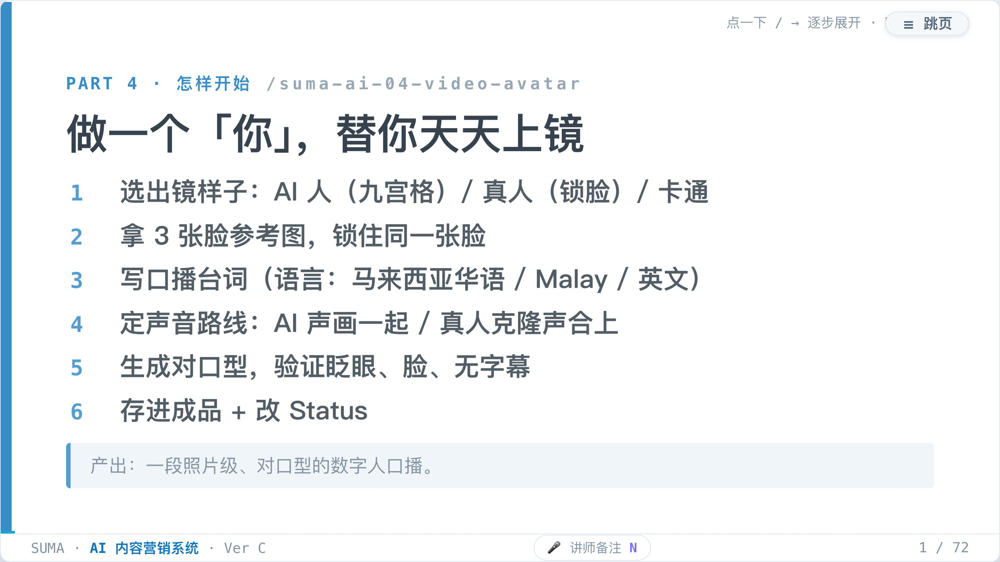 点一下 / → 逐步展开 ·
≡ 跳页
PART 4 · 怎样开始 /suma-ai-04-video-avatar
做一个「你」，替你天天上镜
1 选出镜样子：AI 人（九宫格）/ 真人（锁脸）/ 卡通
2 拿 3 张脸参考图，锁住同一张脸
3 写口播台词（语言：马来西亚华语 / Malay / 英文）
4 定声音路线：AI 声画一起 / 真人克隆声合上
5 生成对口型，验证眨眼、脸、无字幕
6 存进成品 + 改 Status
产出：一段照片级、对口型的数字人口播。
SUMA · AI 内容营销系统 · Ver C
🎤 讲师备注 N
1 / 72